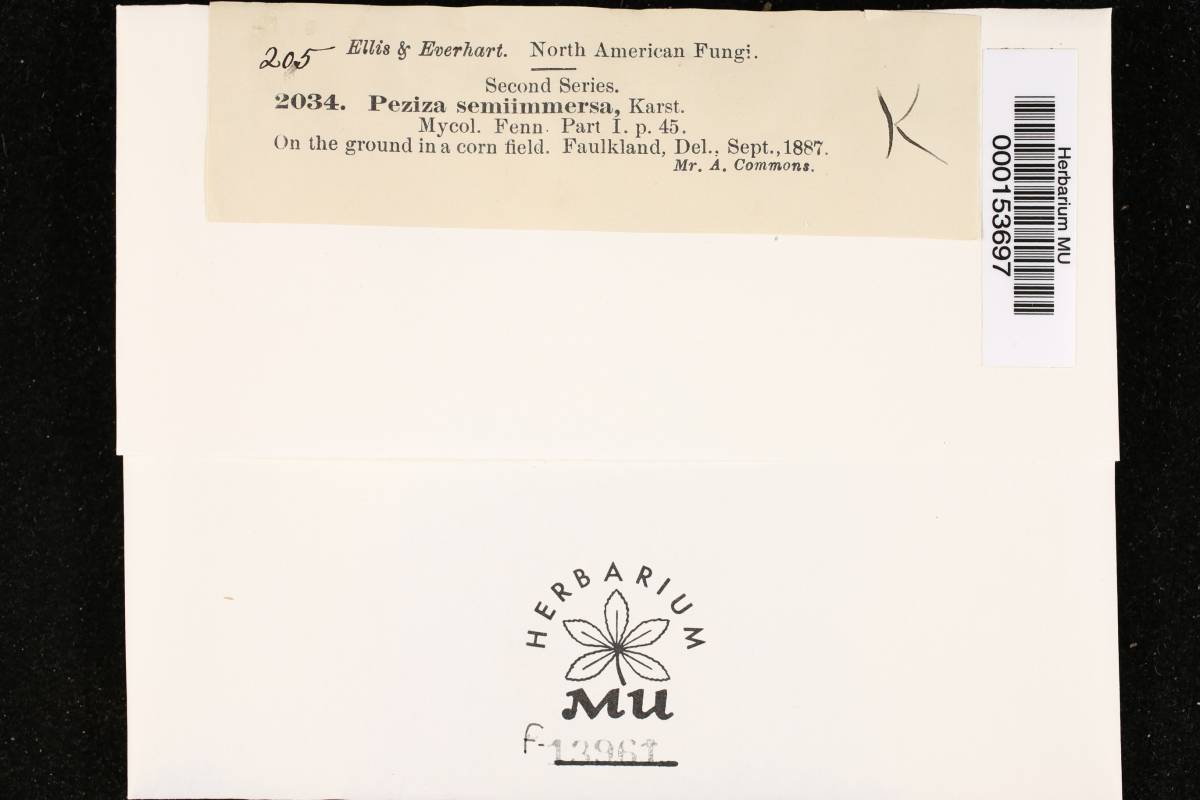 205 Ellis & Everhart. North American Fungi.
Second Series.
2034. Peziza semiimmersa, Karst.
Mycol. Fenn. Part I. p. 45.
On the ground in a corn field. Faulkland, Del., Sept., 1887.
Mr. A. Commons.
K
Herbarium MU
000153697
HERBARIUM
MU
F-13961